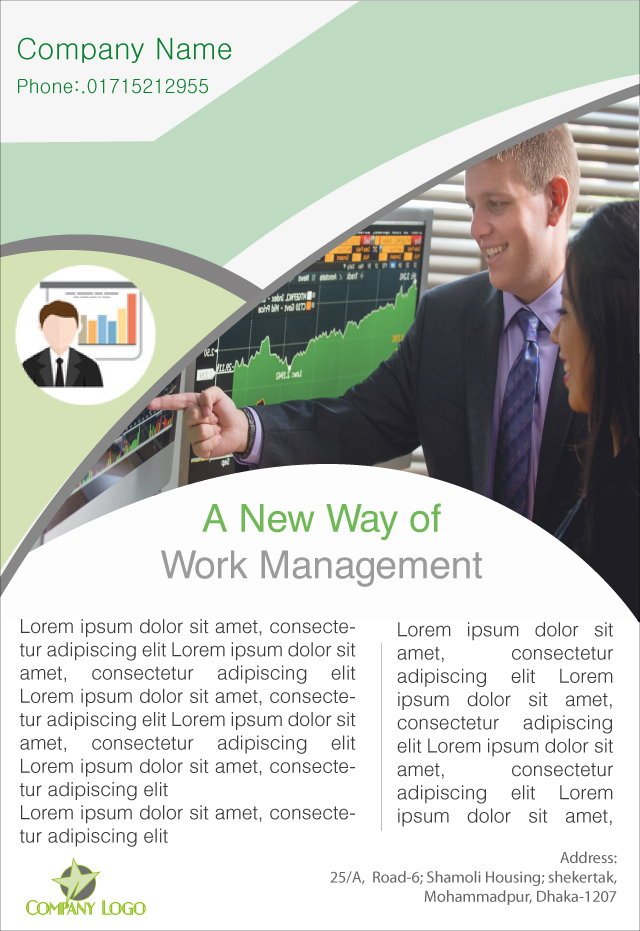 Company Name
Phone:.01715212955
A New Way of
Work Management
Lorem ipsum dolor sit amet, consecte-
tur adipiscing elit Lorem ipsum dolor sit
amet, consectetur adipiscing elit
Lorem ipsum dolor sit amet, consecte-
tur adipiscing elit Lorem ipsum dolor sit
amet, consectetur adipiscing elit
Lorem ipsum dolor sit amet, consecte-
tur adipiscing elit
Lorem ipsum dolor sit amet, consecte-
tur adipiscing elit
Lorem ipsum dolor sit
amet, consectetur
adipiscing elit Lorem
ipsum dolor sit amet,
consectetur adipiscing
elit Lorem ipsum dolor sit
amet, consectetur
adipiscing elit Lorem
ipsum dolor sit amet,
Address:
25/A, Road-6; Shamoli Housing; shekertak,
Mohammadpur, Dhaka-1207
Company Logo